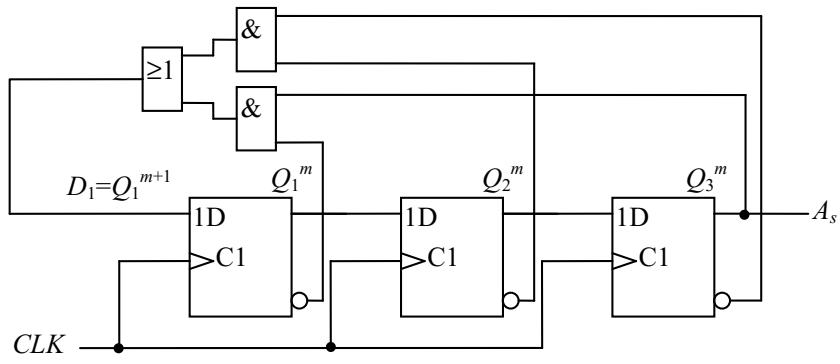 &
≥1
&
D₁=Q₁ᵐ⁺¹
Q₁ᵐ
Q₂ᵐ
Q₃ᵐ
1D
1D
1D
Aₛ
C1
C1
C1
CLK